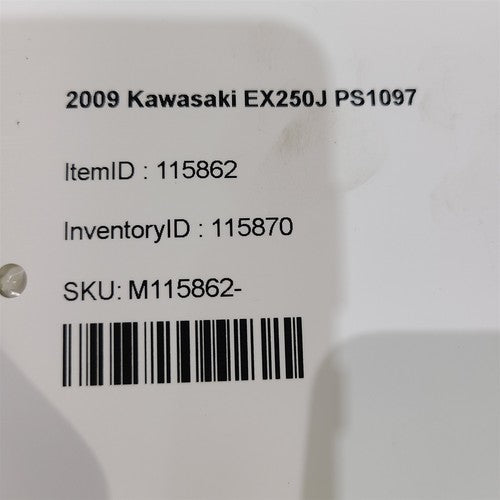 2009 Kawasaki EX250J PS1097
ItemID : 115862
InventoryID : 115870
SKU: M115862-